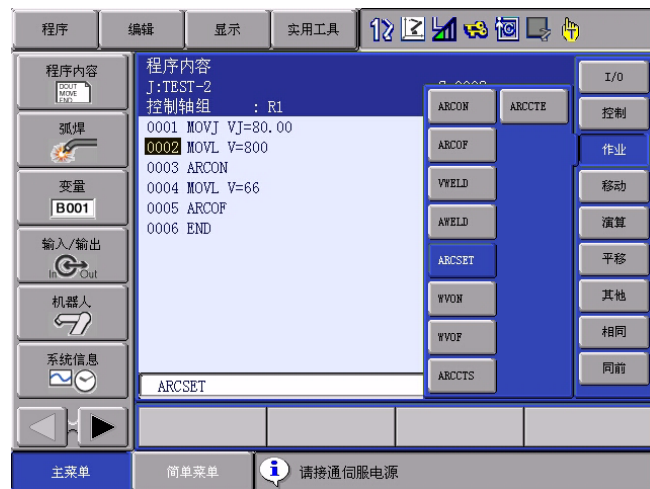 程序 编辑 显示 实用工具
程序内容
DOUT
MOVE
END
弧焊
变量
B001
输入/输出
In Out
机器人
系统信息
程序内容
J:TEST-2
控制轴组 : R1
0001 MOVJ VJ=80.00
0002 MOVL V=800
0003 ARCON
0004 MOVL V=66
0005 ARCOF
0006 END
ARCSET
ARCON ARCCTE
ARCOF
VWELD
AWELD
ARCSET
WVON
WVOF
ARCCTS
I/O
控制
作业
移动
演算
平移
其他
相同
同前
主菜单 简单菜单 请接通伺服电源